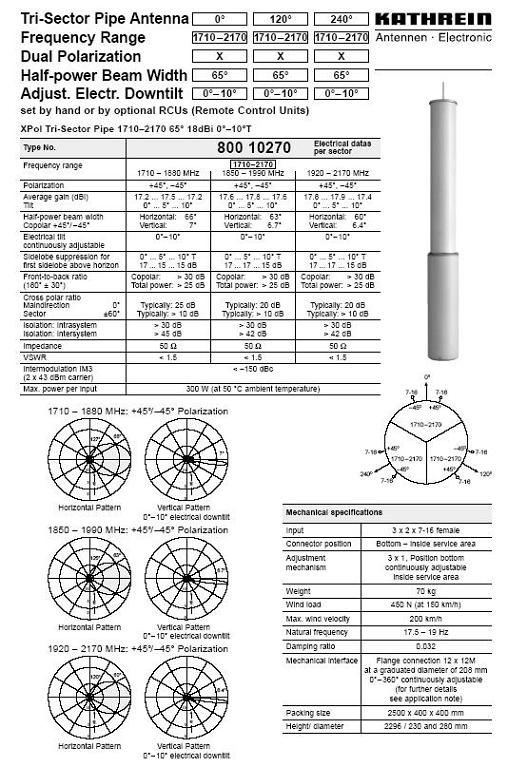 Tri-Sector Pipe Antenna 0° 120° 240°
KATHREIN
Antennen · Electronic
Frequency Range 1710–2170 1710–2170 1710–2170
Dual Polarization X X X
Half-power Beam Width 65° 65° 65°
Adjust. Electr. Downtilt 0°–10° 0°–10° 0°–10°
set by hand or by optional RCUs (Remote Control Units)
XPol Tri-Sector Pipe 1710–2170 65° 18dBi 0°–10°T
Type No. 800 10270 Electrical datas per sector
Frequency range 1710–2170
1710 – 1880 MHz 1850 – 1990 MHz 1920 – 2170 MHz
Polarization +45°, –45° +45°, –45° +45°, –45°
Average gain (dBi) 17.2 ... 17.5 ... 17.2 17.6 ... 17.8 ... 17.6 17.8 ... 17.9 ... 17.4
Tilt 0° ... 5° ... 10° 0° ... 5° ... 10° 0° ... 5° ... 10°
Half-power beam width Horizontal: 66° Horizontal: 63° Horizontal: 60°
Copolar +45°/–45° Vertical: 7° Vertical: 6.7° Vertical: 6.4°
Electrical tilt 0°–10° 0°–10° 0°–10°
continuously adjustable
Sidelobe suppression for 0° ... 5° ... 10° T 0° ... 5° ... 10° T 0° ... 5° ... 10° T
first sidelobe above horizon 17 ... 15 ... 15 dB 17 ... 17 ... 15 dB 17 ... 17 ... 15 dB
Front-to-back ratio Copolar: > 30 dB Copolar: > 30 dB Copolar: > 30 dB
(180° ± 30°) Total power: > 25 dB Total power: > 25 dB Total power: > 25 dB
Cross polar ratio
Maindirection 0° Typically: 25 dB Typically: 20 dB Typically: 20 dB
Sector ±60° Typically: > 10 dB Typically: > 10 dB Typically: > 10 dB
Isolation: Intrasystem > 30 dB > 30 dB > 30 dB
Isolation: Intersystem > 45 dB > 42 dB > 42 dB
Impedance 50 Ω 50 Ω 50 Ω
VSWR < 1.5 < 1.5 < 1.5
Intermodulation IM3 < –150 dBc
(2 x 43 dBm carrier)
Max. power per input 300 W (at 50 °C ambient temperature)
1710 – 1880 MHz: +45°/–45° Polarization
7°
Horizontal Pattern
Vertical Pattern
0°–10° electrical downtilt
1850 – 1990 MHz: +45°/–45° Polarization
63°
6.7°
Horizontal Pattern
Vertical Pattern
0°–10° electrical downtilt
1920 – 2170 MHz: +45°/–45° Polarization
60°
6.4°
Horizontal Pattern
Vertical Pattern
0°–10° electrical downtilt
0°
7-16 7-16
–45° +45°
1710–2170
7-16 +45° –45° 7-16
1710–2170 1710–2170
240° –45° +45° 120°
7-16 7-16
Mechanical specifications
Input 3 x 2 x 7-16 female
Connector position Bottom – inside service area
Adjustment mechanism 3 x 1, Position bottom
continuously adjustable
inside service area
Weight 70 kg
Wind load 450 N (at 150 km/h)
Max. wind velocity 200 km/h
Natural frequency 17.5 – 19 Hz
Damping ratio 0.032
Mechanical interface Flange connection 12 x 12M
at a graduated diameter of 208 mm
0°–360° continuously adjustable
(for further details
see application note)
Packing size 2500 x 400 x 400 mm
Height/ diameter 2296 / 230 and 280 mm